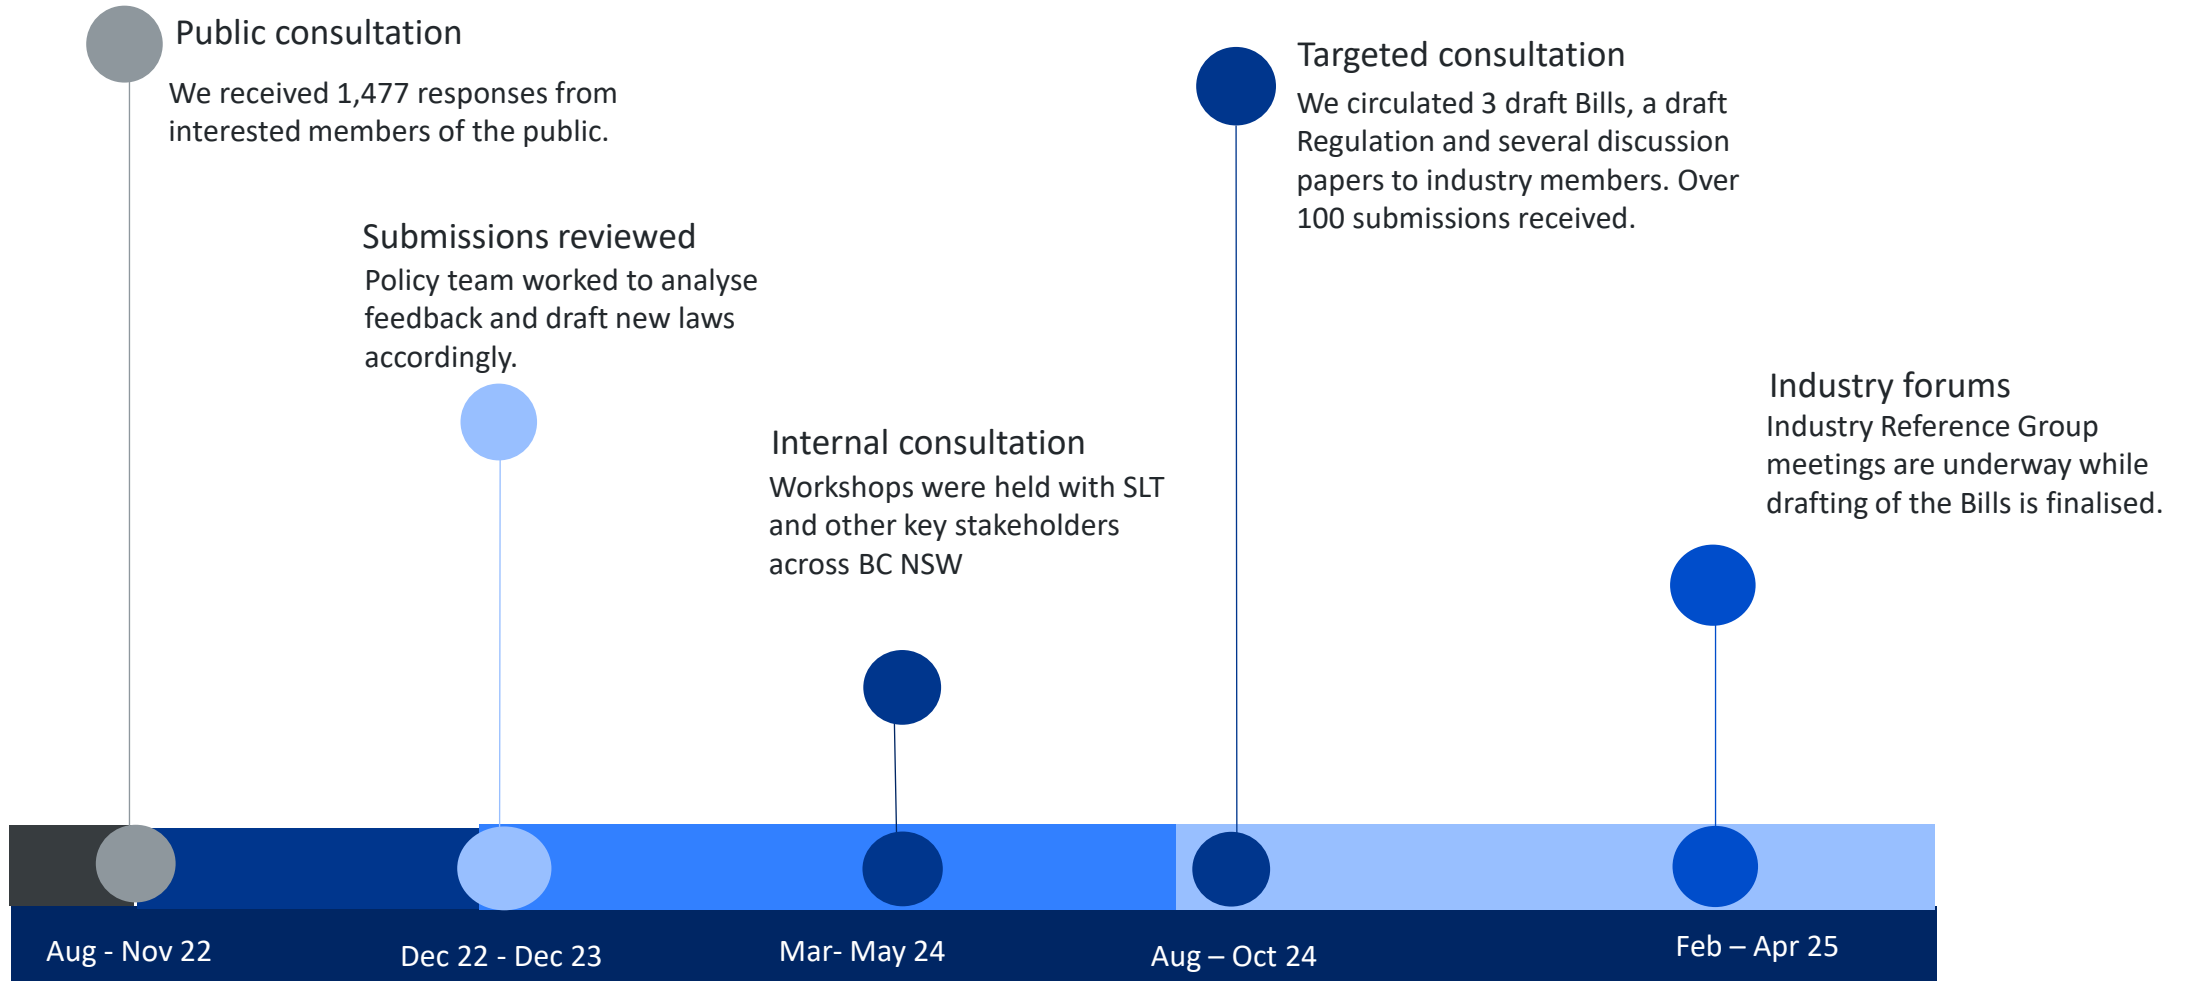 Public consultation
We received 1,477 responses from
interested members of the public.
Submissions reviewed
Policy team worked to analyse
feedback and draft new laws
accordingly.
Internal consultation
Workshops were held with SLT
and other key stakeholders
across BC NSW
Targeted consultation
We circulated 3 draft Bills, a draft
Regulation and several discussion
papers to industry members. Over
100 submissions received.
Industry forums
Industry Reference Group
meetings are underway while
drafting of the Bills is finalised.
Aug - Nov 22
Dec 22 - Dec 23
Mar- May 24
Aug – Oct 24
Feb – Apr 25